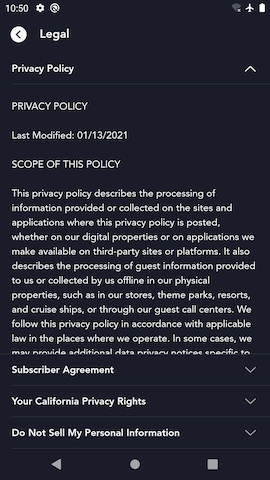 10:50
Legal
Privacy Policy
PRIVACY POLICY
Last Modified: 01/13/2021
SCOPE OF THIS POLICY
This privacy policy describes the processing of
information provided or collected on the sites and
applications where this privacy policy is posted,
whether on our digital properties or on applications we
make available on third-party sites or platforms. It also
describes the processing of guest information provided
to us or collected by us offline in our physical
properties, such as in our stores, theme parks, resorts,
and cruise ships, or through our guest call centers. We
follow this privacy policy in accordance with applicable
law in the places where we operate. In some cases, we
may provide additional data privacy notices specific to
Subscriber Agreement
Your California Privacy Rights
Do Not Sell My Personal Information